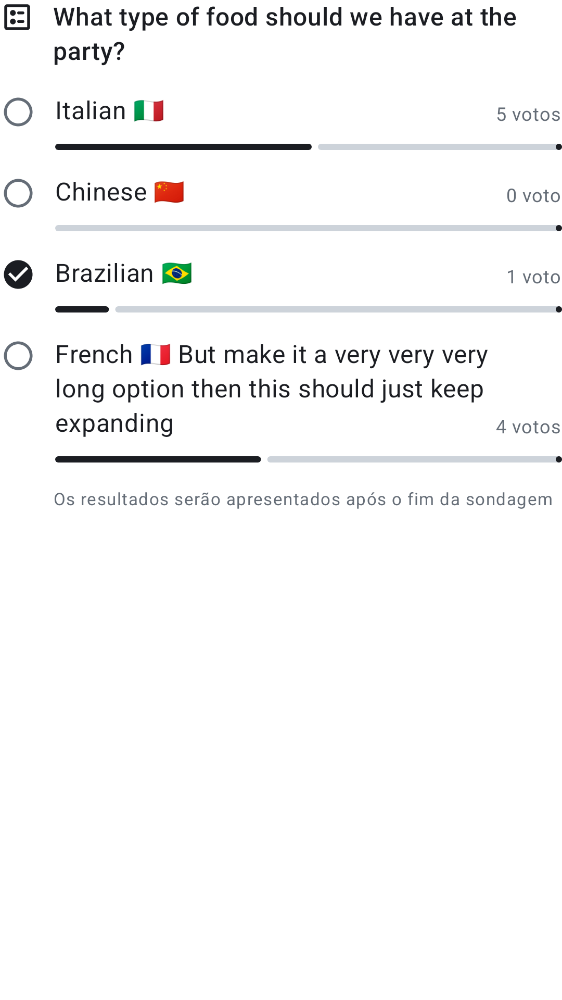 What type of food should we have at the
party?
Italian 🇮🇹
5 votos
Chinese 🇨🇳
0 voto
Brazilian 🇧🇷
1 voto
French 🇫🇷 But make it a very very very
long option then this should just keep
expanding
4 votos
Os resultados serão apresentados após o fim da sondagem